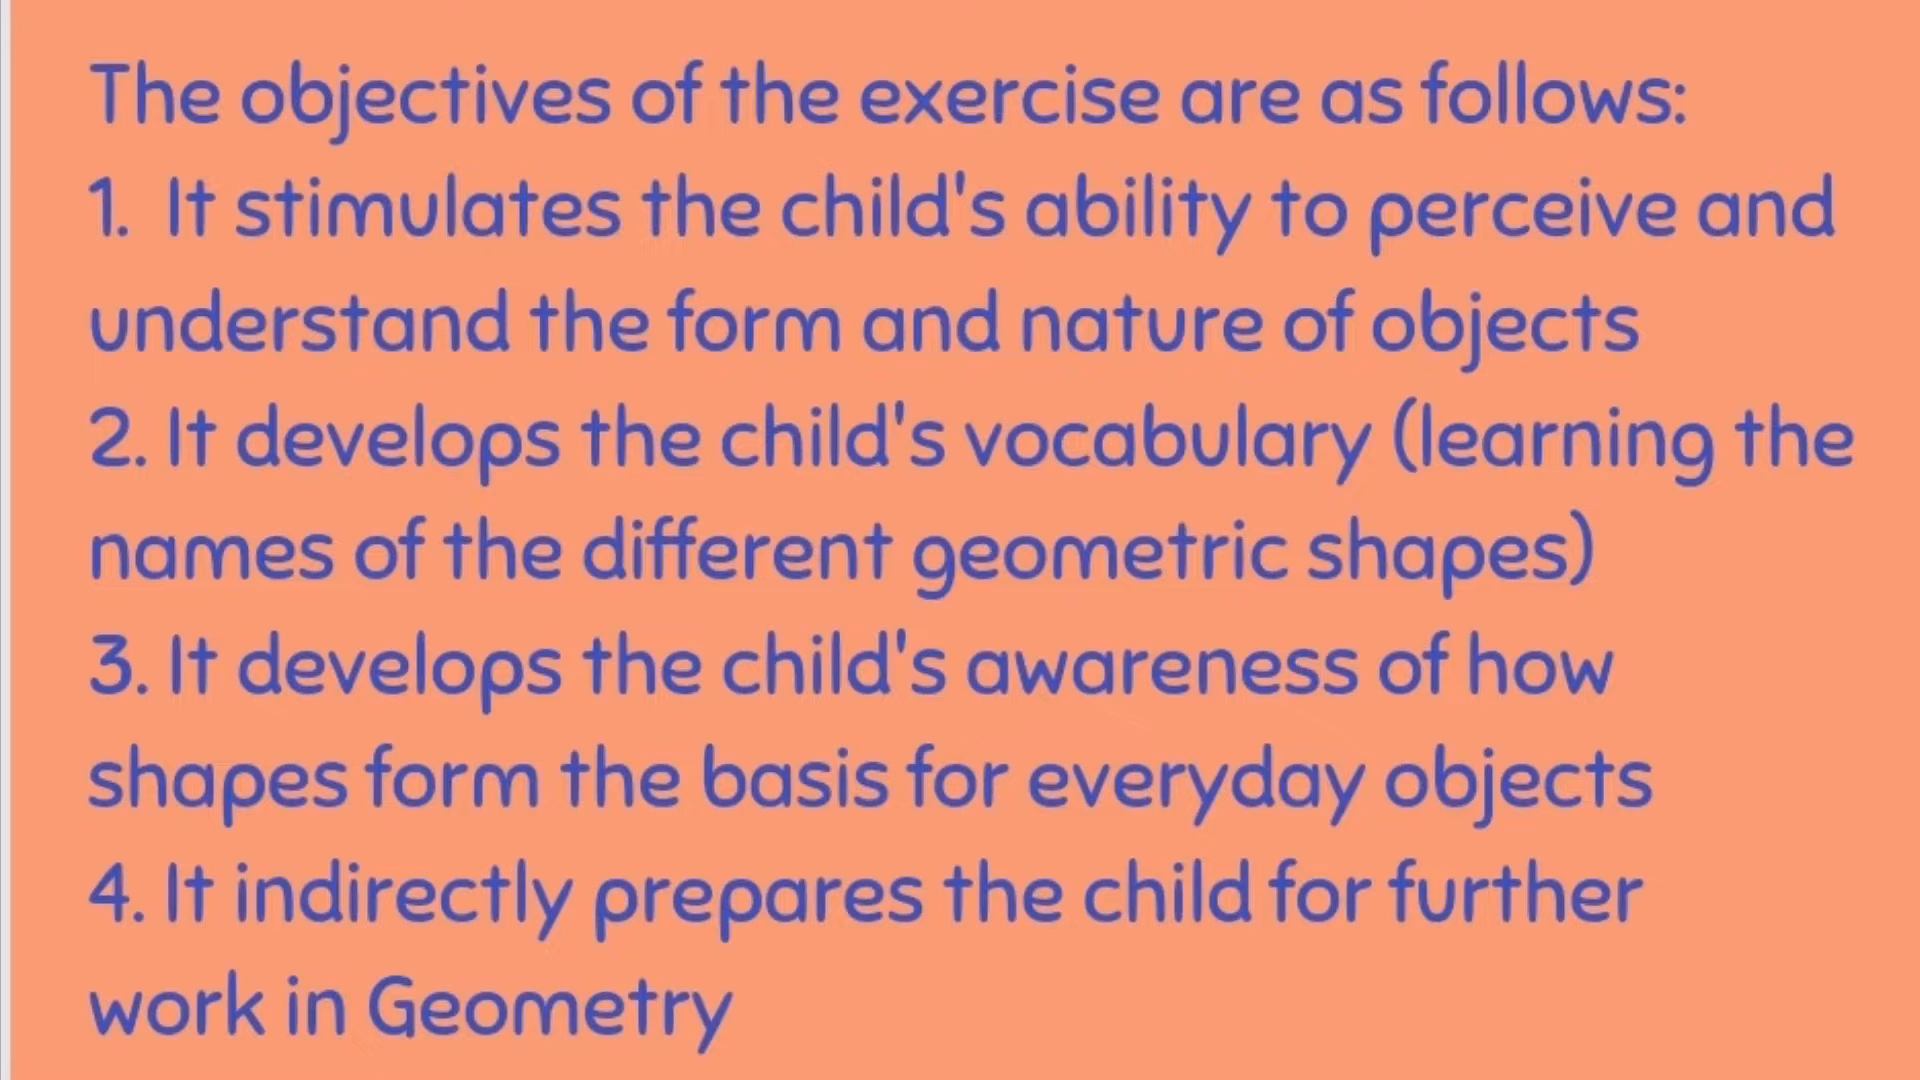 The objectives of the exercise are as follows:
1. It stimulates the child's ability to perceive and
understand the form and nature of objects
2. It develops the child's vocabulary (learning the
names of the different geometric shapes)
3. It develops the child's awareness of how
shapes form the basis for everyday objects
4. It indirectly prepares the child for further
work in Geometry